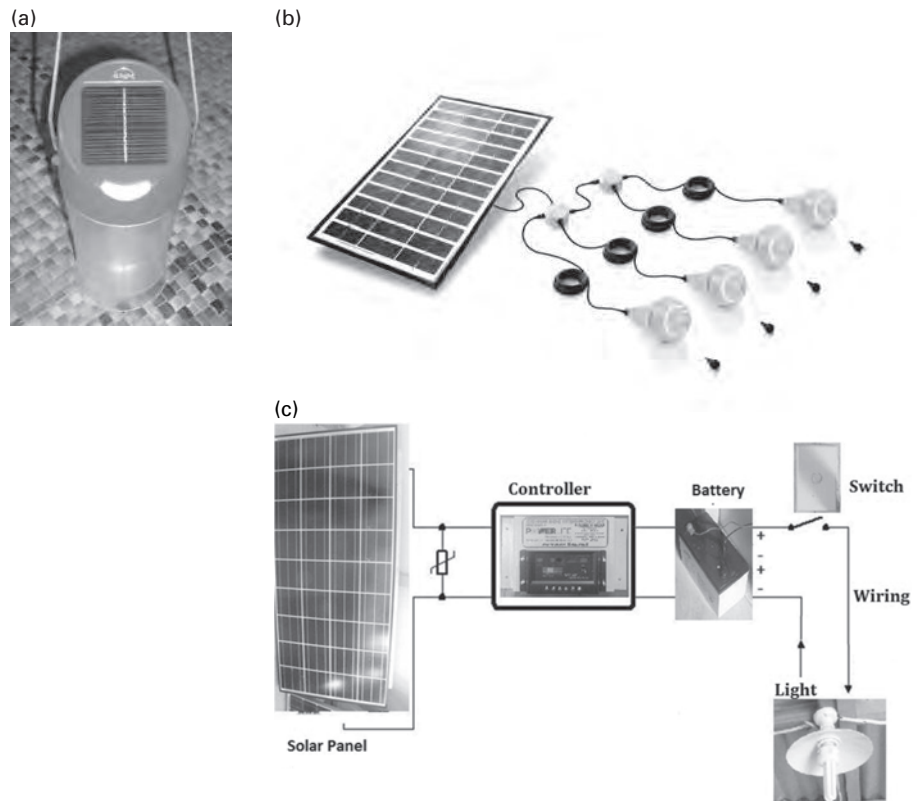 (a)
(b)
(c)
Controller
Battery
Switch
+
-
+
-
Wiring
Light
Solar Panel